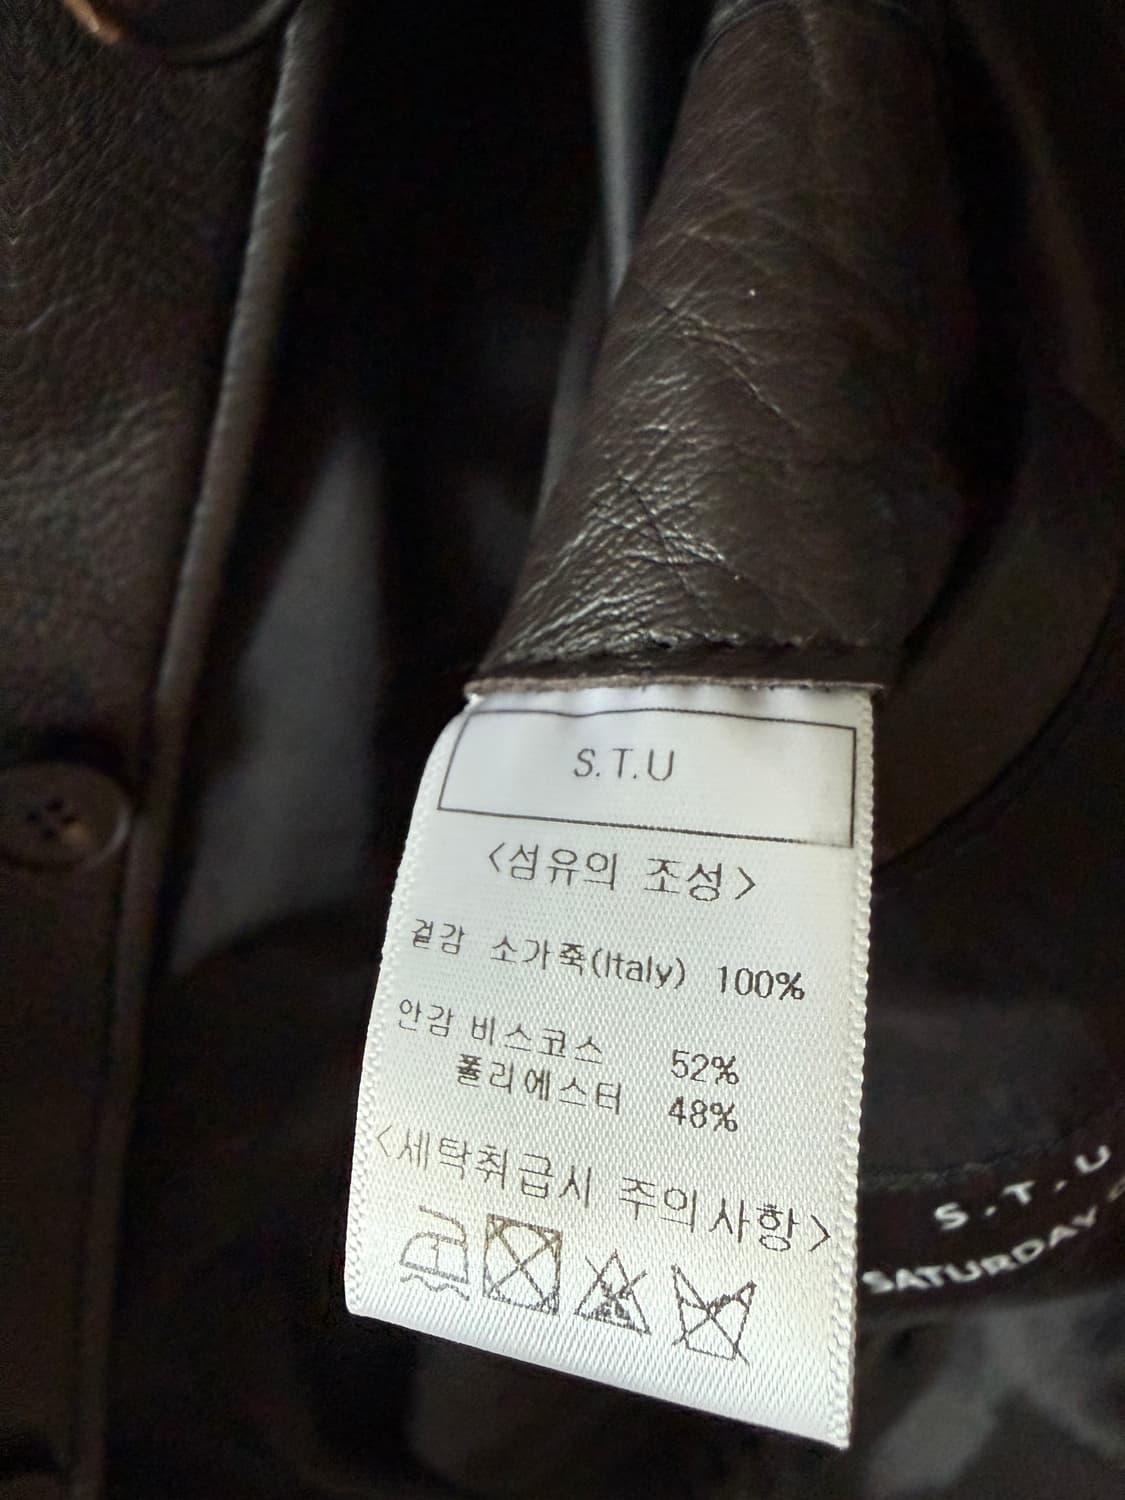 S.T.U
<섬유의 조성>
겉감 소가죽(Italy) 100%
안감 비스코스 52%
폴리에스터 48%
<세탁취급시 주의사항>
S.T.U
SATURDAY